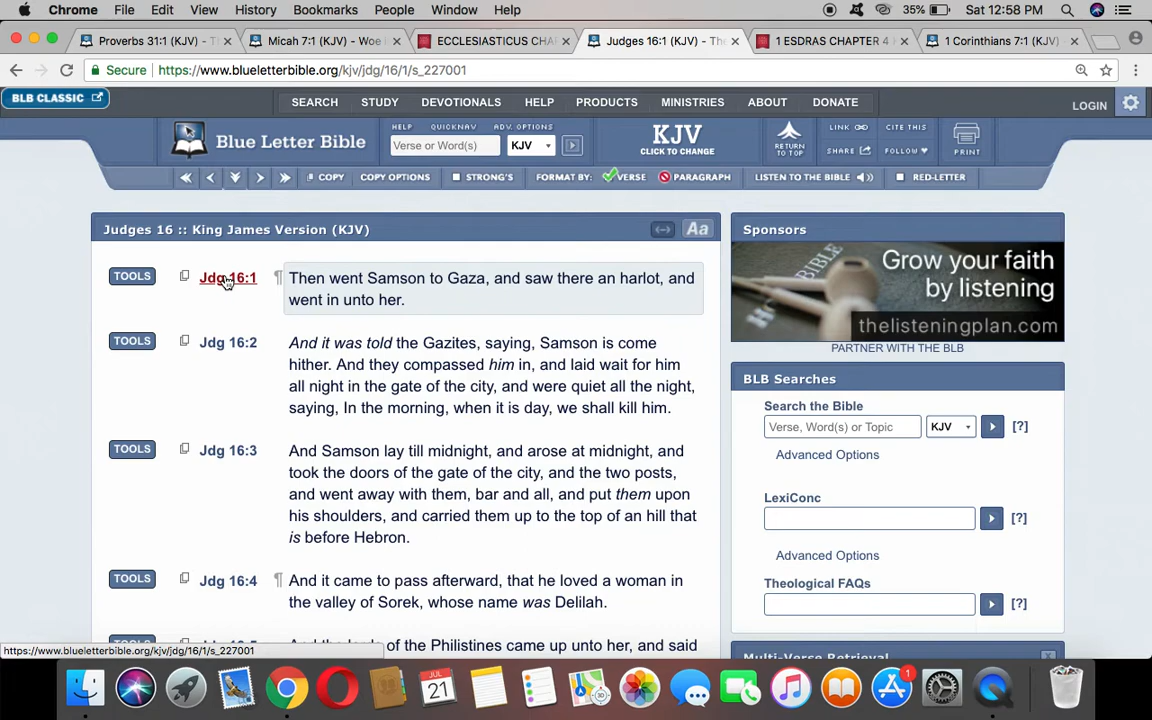 Chrome File Edit View History Bookmarks People Window Help 35% Sat 12:58 PM
Proverbs 31:1 (KJV) - T
Micah 7:1 (KJV) - Woe
ECCLESIASTICUS CHA
Judges 16:1 (KJV) - The
1 ESDRAS CHAPTER 4
1 Corinthians 7:1 (KJV)
Secure https://www.blueletterbible.org/kjv/jdg/16/1/s_227001
BLB CLASSIC
SEARCH STUDY DEVOTIONALS HELP PRODUCTS MINISTRIES ABOUT DONATE LOGIN
Blue Letter Bible
HELP QUICKNAV ADV. OPTIONS
Verse or Word(s) KJV
KJV
CLICK TO CHANGE
RETURN TO TOP
LINK CITE THIS
SHARE FOLLOW
PRINT
COPY COPY OPTIONS STRONG'S FORMAT BY: VERSE PARAGRAPH LISTEN TO THE BIBLE RED-LETTER
Judges 16 :: King James Version (KJV) Aa
TOOLS Jdg 16:1 ¶ Then went Samson to Gaza, and saw there an harlot, and
went in unto her.
TOOLS Jdg 16:2 And it was told the Gazites, saying, Samson is come
hither. And they compassed him in, and laid wait for him
all night in the gate of the city, and were quiet all the night,
saying, In the morning, when it is day, we shall kill him.
TOOLS Jdg 16:3 And Samson lay till midnight, and arose at midnight, and
took the doors of the gate of the city, and the two posts,
and went away with them, bar and all, and put them upon
his shoulders, and carried them up to the top of an hill that
is before Hebron.
TOOLS Jdg 16:4 ¶ And it came to pass afterward, that he loved a woman in
the valley of Sorek, whose name was Delilah.
of the Philistines came up unto her, and said
Sponsors
Grow your faith
by listening
thelisteningplan.com
PARTNER WITH THE BLB
BLB Searches
Search the Bible
Verse, Word(s) or Topic KJV [?]
Advanced Options
LexiConc
[?]
Advanced Options
Theological FAQs
[?]
Multi-Verse Retrieval
https://www.blueletterbible.org/kjv/jdg/16/1/s_227001
JUL
21
1